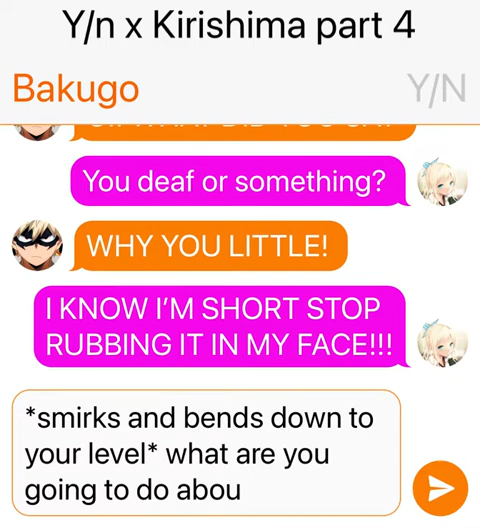 Y/n x Kirishima part 4
Bakugo
Y/N
You deaf or something?
WHY YOU LITTLE!
I KNOW I'M SHORT STOP
RUBBING IT IN MY FACE!!!
*smirks and bends down to
your level* what are you
going to do abou